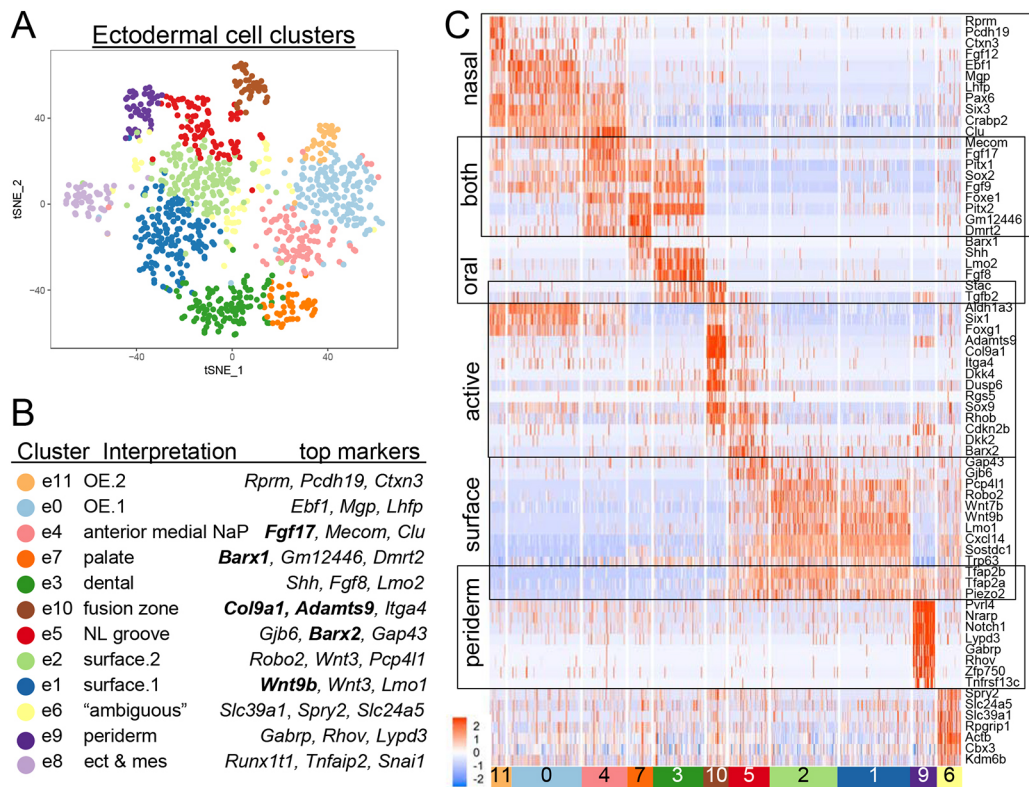 A
Ectodermal cell clusters
40
0
−40
tSNE_2
−40
0
40
tSNE_1
B
Cluster Interpretation top markers
e11 OE.2 Rprm, Pcdh19, Ctxn3
e0 OE.1 Ebf1, Mgp, Lhfp
e4 anterior medial NaP Fgf17, Mecom, Clu
e7 palate Barx1, Gm12446, Dmrt2
e3 dental Shh, Fgf8, Lmo2
e10 fusion zone Col9a1, Adamts9, Itga4
e5 NL groove Gjb6, Barx2, Gap43
e2 surface.2 Robo2, Wnt3, Pcp4l1
e1 surface.1 Wnt9b, Wnt3, Lmo1
e6 “ambiguous” Slc39a1, Spry2, Slc24a5
e9 periderm Gabrp, Rhov, Lypd3
e8 ect & mes Runx1t1, Tnfaip2, Snai1
C
nasal
both
oral
active
surface
periderm
Rprm
Pcdh19
Ctxn3
Fgf12
Ebf1
Mgp
Lhfp
Pax6
Six3
Crabp2
Clu
Mecom
Fgf17
Pitx1
Sox2
Fgf9
Foxe1
Pitx2
Gm12446
Dmrt2
Barx1
Shh
Lmo2
Fgf8
Stac
Tgfb2
Aldh1a3
Six1
Foxg1
Adamts9
Col9a1
Itga4
Dkk4
Dusp6
Rgs5
Sox9
Rhob
Cdkn2b
Dkk2
Barx2
Gap43
Gjb6
Pcp4l1
Robo2
Wnt7b
Wnt9b
Lmo1
Cxcl14
Sostdc1
Trp63
Tfap2b
Tfap2a
Piezo2
Pvrl4
Nrarp
Notch1
Lypd3
Gabrp
Rhov
Zfp750
Tnfrsf13c
Spry2
Slc24a5
Slc39a1
Rpgrip1
Actb
Cbx3
Kdm6b
2
1
0
-1
-2
11 0 4 7 3 10 5 2 1 9 6